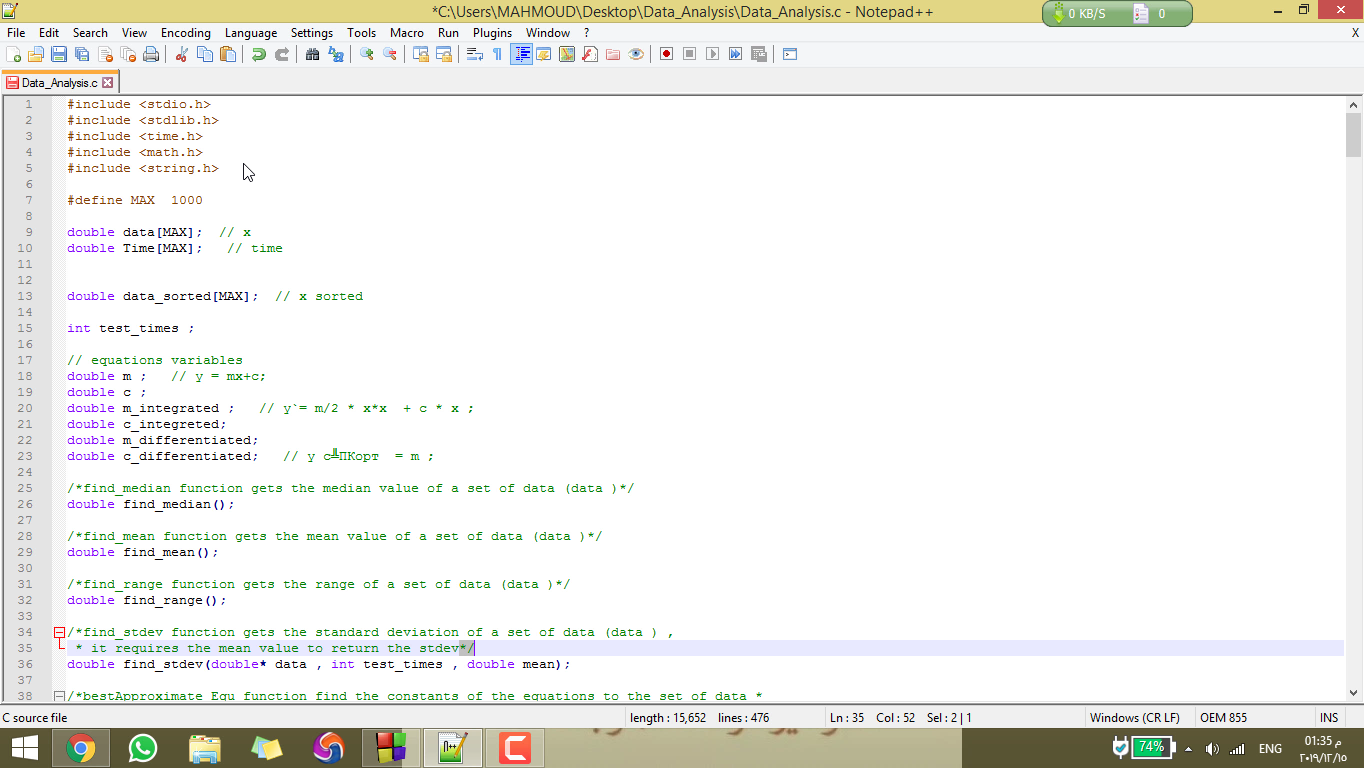 *C:\Users\MAHMOUD\Desktop\Data_Analysis\Data_Analysis.c - Notepad++
0 KB/S 0
File Edit Search View Encoding Language Settings Tools Macro Run Plugins Window ? X
Data_Analysis.c
1 #include <stdio.h>
2 #include <stdlib.h>
3 #include <time.h>
4 #include <math.h>
5 #include <string.h>
6
7 #define MAX  1000
8
9 double data[MAX];  // x
10 double Time[MAX];   // time
11
12
13 double data_sorted[MAX];  // x sorted
14
15 int test_times ;
16
17 // equations variables
18 double m ;   // y = mx+c;
19 double c ;
20 double m_integrated ;   // y`= m/2 * x*x  + c * x ;
21 double c_integreted;
22 double m_differentiated;
23 double c_differentiated;   // y с╩ПКорт  = m ;
24
25 /*find_median function gets the median value of a set of data (data )*/
26 double find_median();
27
28 /*find_mean function gets the mean value of a set of data (data )*/
29 double find_mean();
30
31 /*find_range function gets the range of a set of data (data )*/
32 double find_range();
33
34 /*find_stdev function gets the standard deviation of a set of data (data ) ,
35  * it requires the mean value to return the stdev*/
36 double find_stdev(double* data , int test_times , double mean);
37
38 /*bestApproximate Equ function find the constants of the equations to the set of data *
C source file length : 15,652 lines : 476 Ln : 35 Col : 52 Sel : 2 | 1 Windows (CR LF) OEM 855 INS
74% ENG 01:35 م
٢٠١٩/١٢/١٥